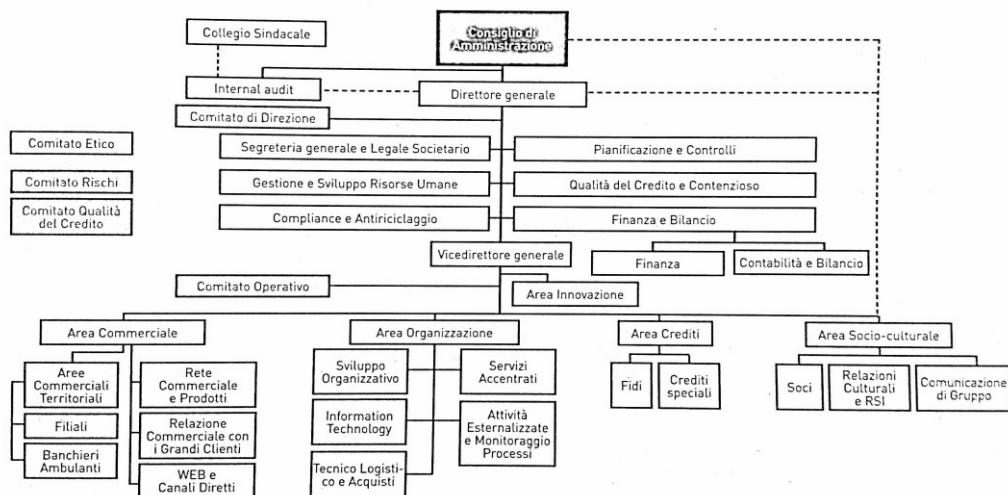 Collegio Sindacale
Consiglio di
Amministrazione
Internal audit
Direttore generale
Comitato di Direzione
Comitato Etico
Comitato Rischi
Comitato Qualità
del Credito
Segreteria generale e Legale Societario
Pianificazione e Controlli
Gestione e Sviluppo Risorse Umane
Qualità del Credito e Contenzioso
Compliance e Antiriciclaggio
Finanza e Bilancio
Vicedirettore generale
Finanza
Contabilità e Bilancio
Comitato Operativo
Area Innovazione
Area Commerciale
Area Organizzazione
Area Crediti
Area Socio-culturale
Aree
Commerciali
Territoriali
Filiali
Banchieri
Ambulanti
Rete
Commerciale
e Prodotti
Relazione
Commerciale con
i Grandi Clienti
WEB e
Canali Diretti
Sviluppo
Organizzativo
Information
Technology
Tecnico Logisti-
co e Acquisti
Servizi
Accentrati
Attività
Esternalizzate
e Monitoraggio
Processi
Fidi
Crediti
speciali
Soci
Relazioni
Culturali
e RSI
Comunicazione
di Gruppo